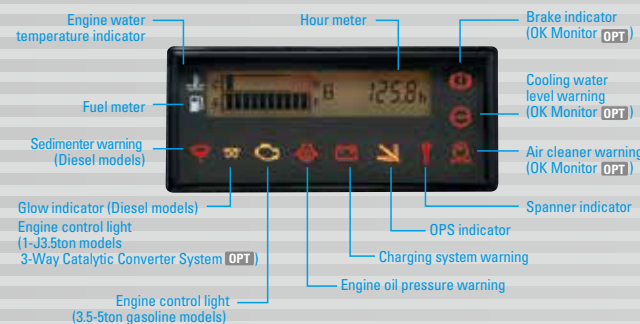 Engine water
temperature indicator
Hour meter
Brake indicator
(OK Monitor OPT)
Fuel meter
125.8h
Cooling water
level warning
(OK Monitor OPT)
Sedimenter warning
(Diesel models)
Air cleaner warning
(OK Monitor OPT)
Glow indicator (Diesel models)
Spanner indicator
Engine control light
(1-J3.5ton models
3-Way Catalytic Converter System OPT)
OPS indicator
Charging system warning
Engine oil pressure warning
Engine control light
(3.5-5ton gasoline models)